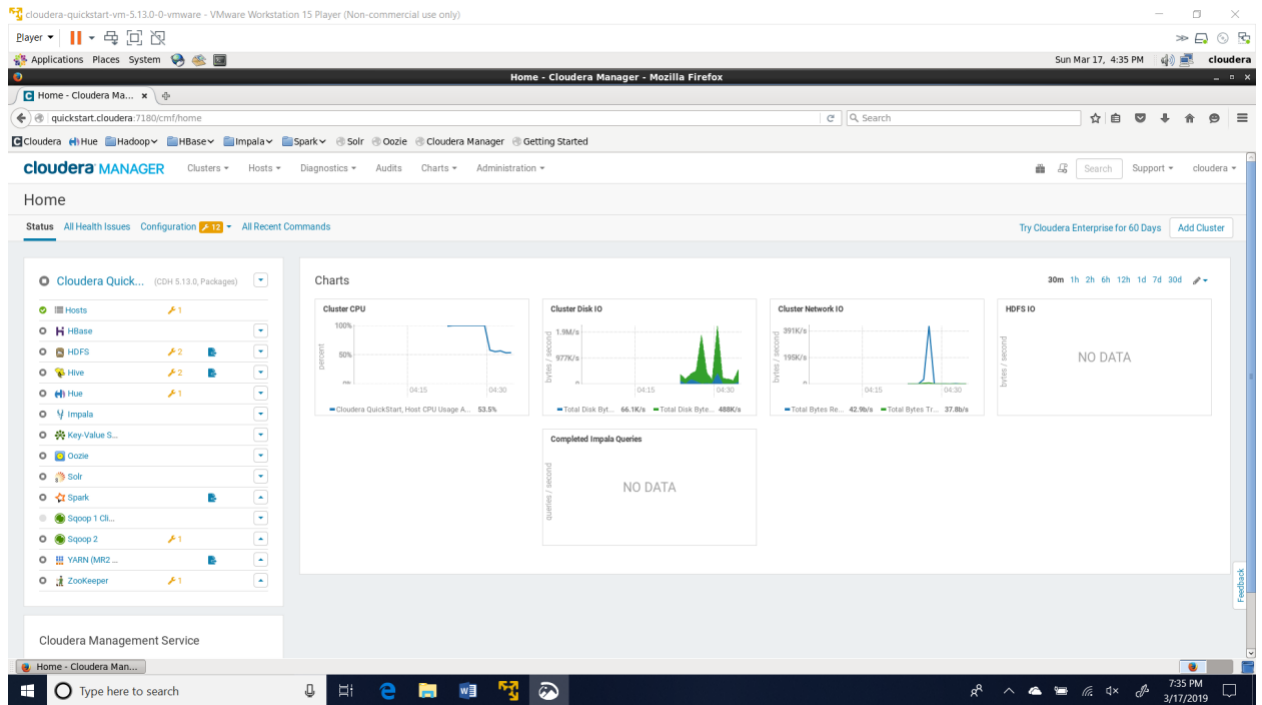 cloudera-quickstart-vm-5.13.0-0-vmware - VMware Workstation 15 Player (Non-commercial use only)
Player
Applications Places System Sun Mar 17, 4:35 PM cloudera
Home - Cloudera Manager - Mozilla Firefox
Home - Cloudera Ma...
quickstart.cloudera:7180/cmf/home Search
Cloudera Hue Hadoop HBase Impala Spark Solr Oozie Cloudera Manager Getting Started
cloudera MANAGER Clusters Hosts Diagnostics Audits Charts Administration Search Support cloudera
Home
Status All Health Issues Configuration 12 All Recent Commands Try Cloudera Enterprise for 60 Days Add Cluster
Cloudera Quick... (CDH 5.13.0, Packages)
Hosts 1
HBase
HDFS 2
Hive 2
Hue 1
Impala
Key-Value S...
Oozie
Solr
Spark
Sqoop 1 Cli...
Sqoop 2 1
YARN (MR2 ...
ZooKeeper 1
Cloudera Management Service
Charts 30m 1h 2h 6h 12h 1d 7d 30d
Cluster CPU
percent
100%
50%
0%
04:15 04:30
Cloudera QuickStart, Host CPU Usage A... 53.5%
Cluster Disk IO
bytes / second
1.9M/s
977K/s
0
04:15 04:30
Total Disk Byt... 66.1K/s Total Disk Byte... 488K/s
Cluster Network IO
bytes / second
391K/s
195K/s
0
04:15 04:30
Total Bytes Re... 42.9b/s Total Bytes Tr... 37.8b/s
HDFS IO
bytes / second
NO DATA
Completed Impala Queries
queries / second
NO DATA
Feedback
Home - Cloudera Man...
Type here to search
7:35 PM
3/17/2019